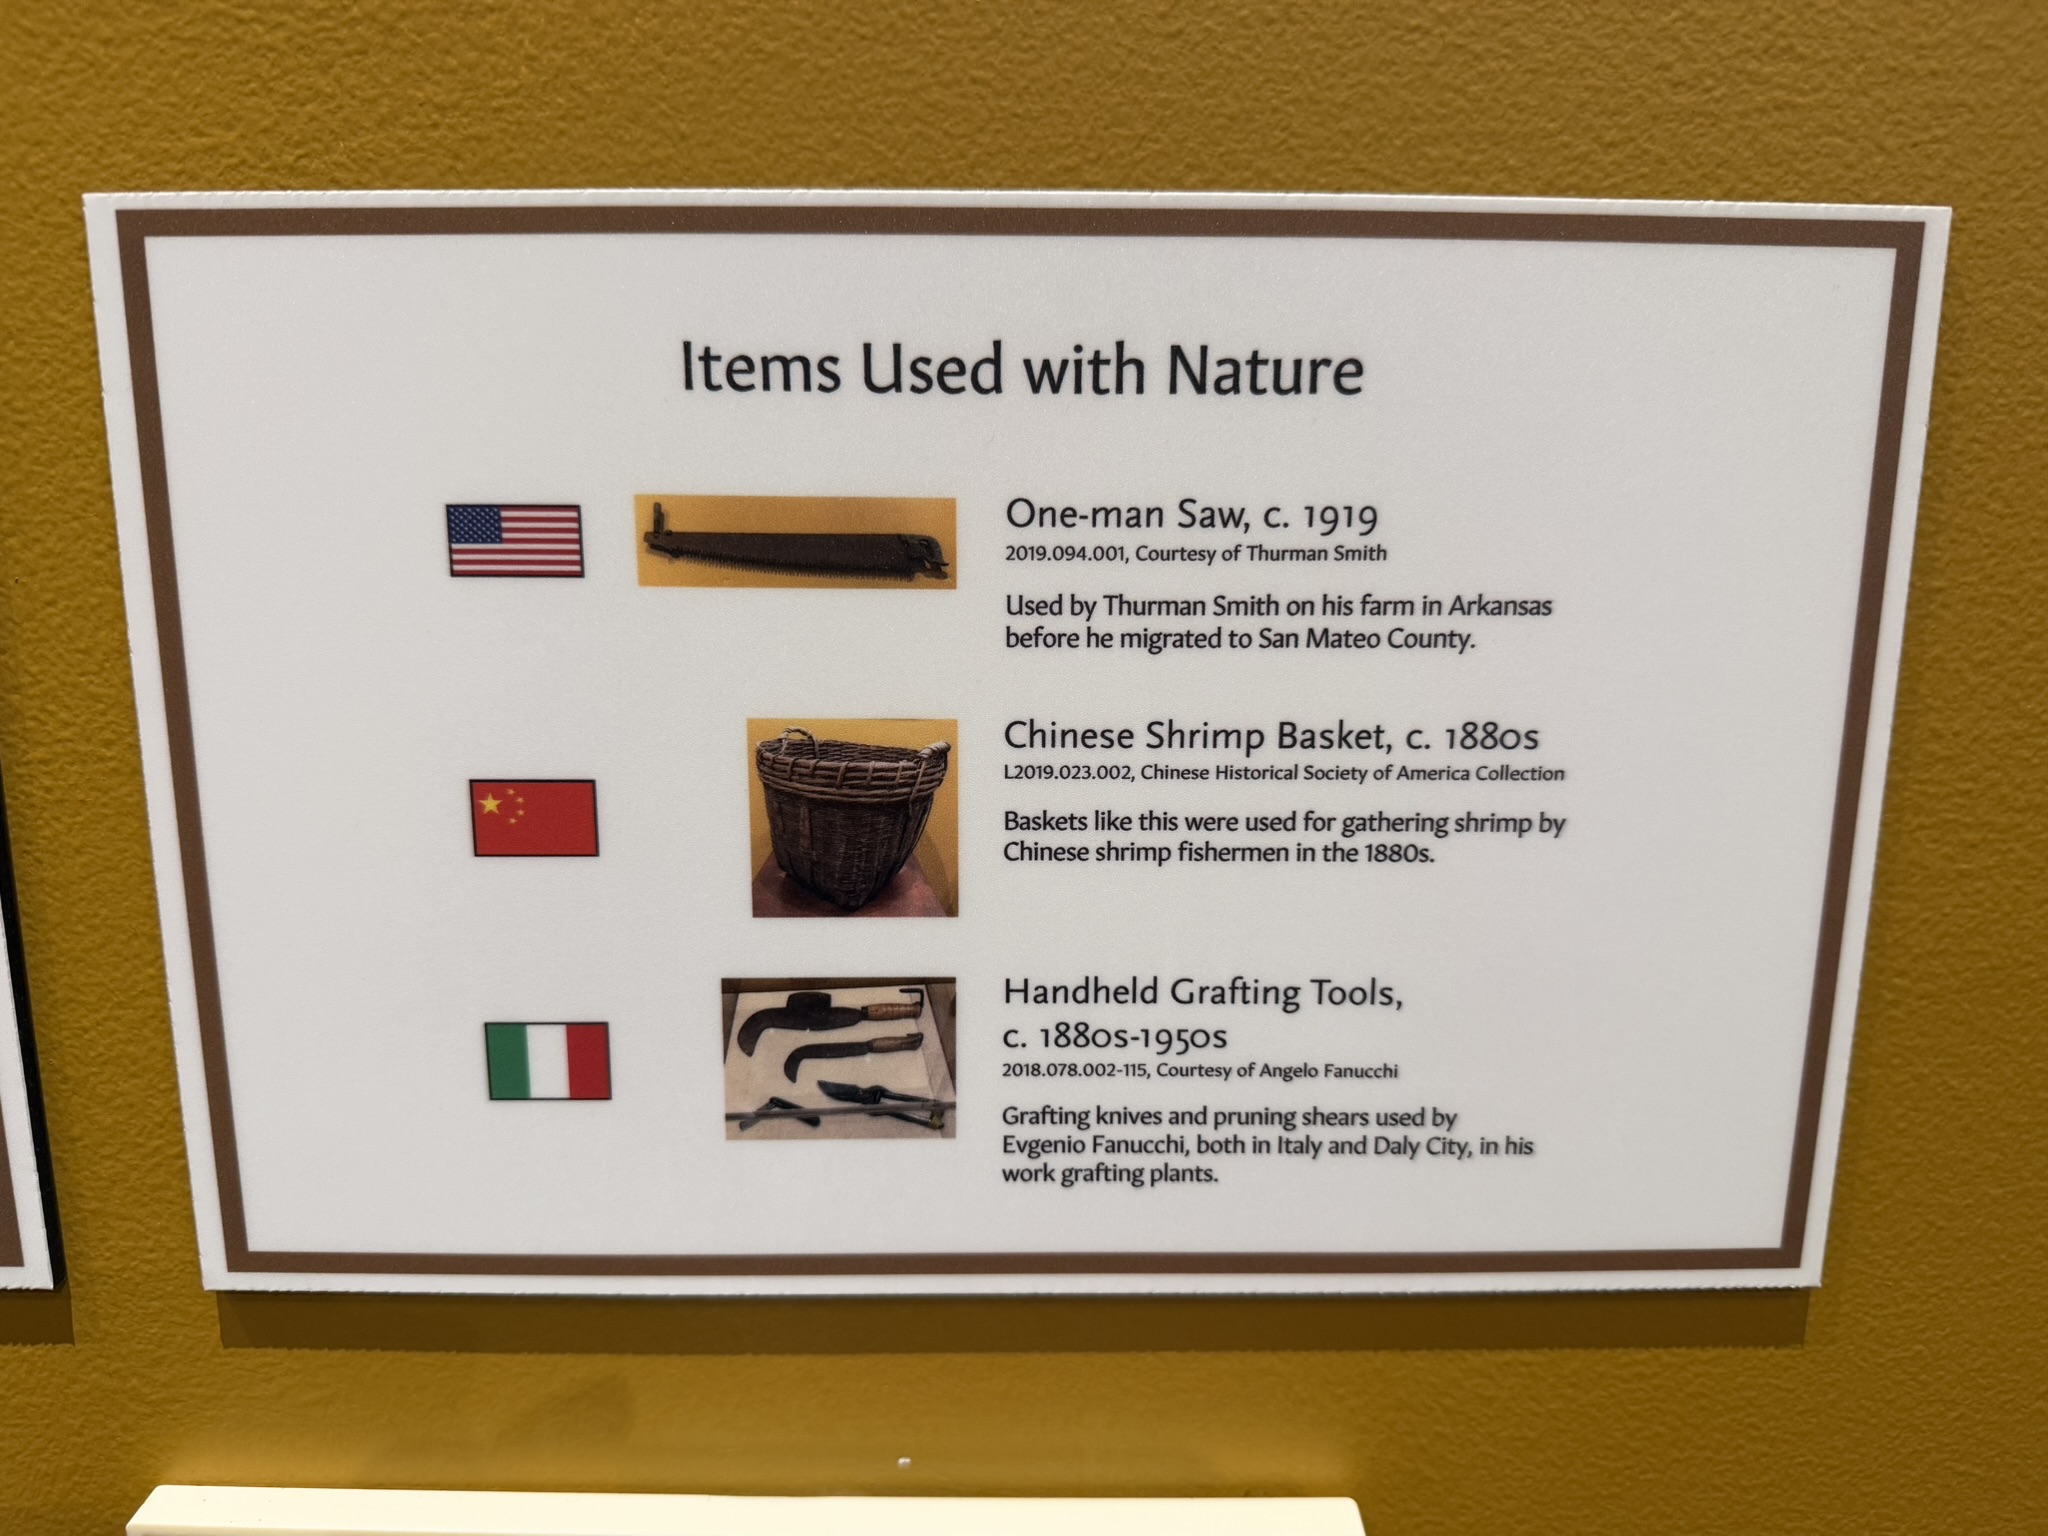 Items Used with Nature
One-man Saw, c. 1919
2019.094.001, Courtesy of Thurman Smith
Used by Thurman Smith on his farm in Arkansas
before he migrated to San Mateo County.
Chinese Shrimp Basket, c. 1880s
L2019.023.002, Chinese Historical Society of America Collection
Baskets like this were used for gathering shrimp by
Chinese shrimp fishermen in the 1880s.
Handheld Grafting Tools,
c. 1880s-1950s
2018.078.002-115, Courtesy of Angelo Fanucchi
Grafting knives and pruning shears used by
Evgenio Fanucchi, both in Italy and Daly City, in his
work grafting plants.